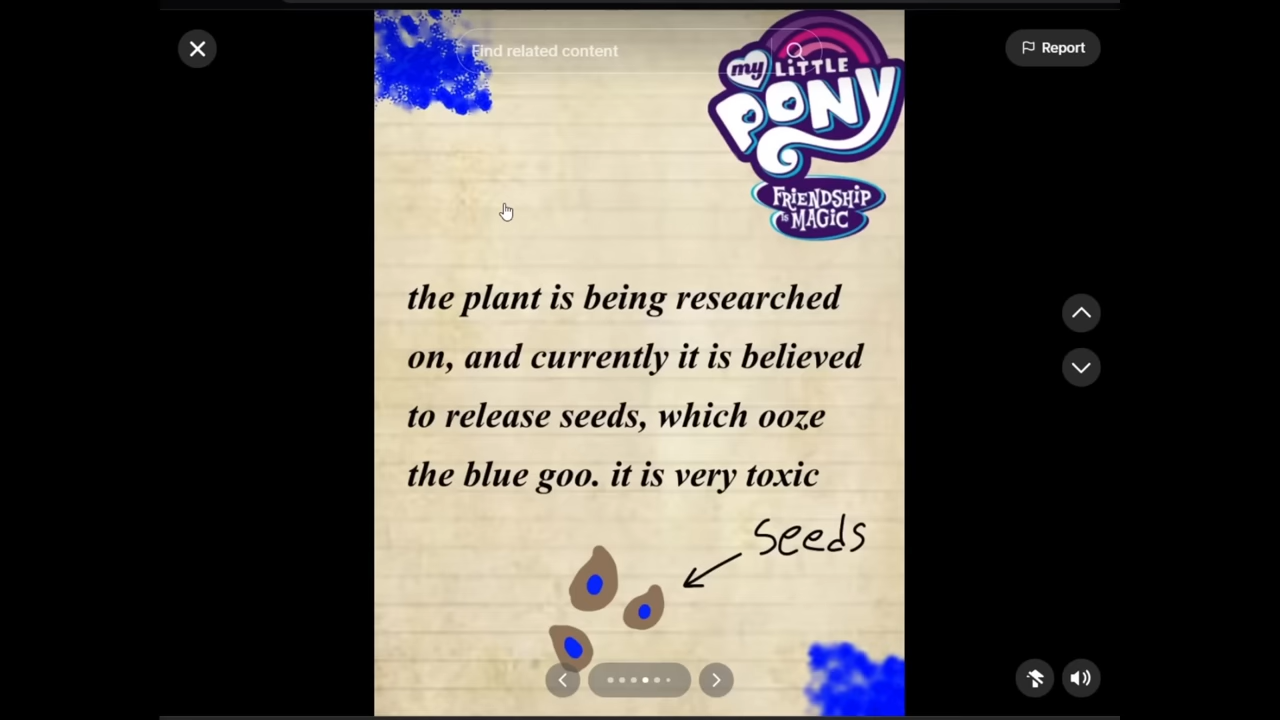 Find related content
Report
my LiTTLE
PONY
FRiENDSHiP
is MAGiC
the plant is being researched
on, and currently it is believed
to release seeds, which ooze
the blue goo. it is very toxic
seeds